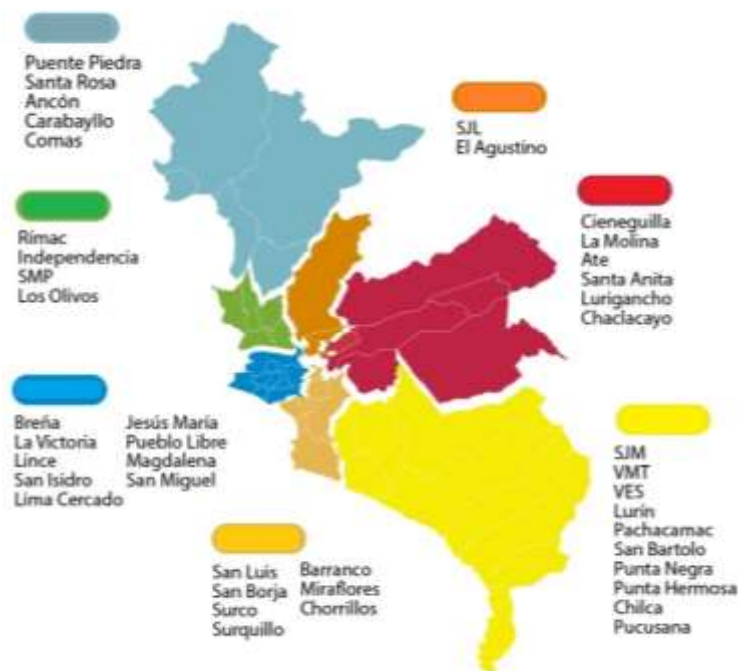 Puente Piedra
Santa Rosa
Ancón
Carabayllo
Comas
SJL
El Agustino
Rímac
Independencia
SMP
Los Olivos
Cieneguilla
La Molina
Ate
Santa Anita
Lurigancho
Chaclacayo
Breña
La Victoria
Lince
San Isidro
Lima Cercado
Jesús María
Pueblo Libre
Magdalena
San Miguel
San Luis
San Borja
Surco
Surquillo
Barranco
Miraflores
Chorrillos
SJM
VMT
VES
Lurín
Pachacamac
San Bartolo
Punta Negra
Punta Hermosa
Chilca
Pucusana